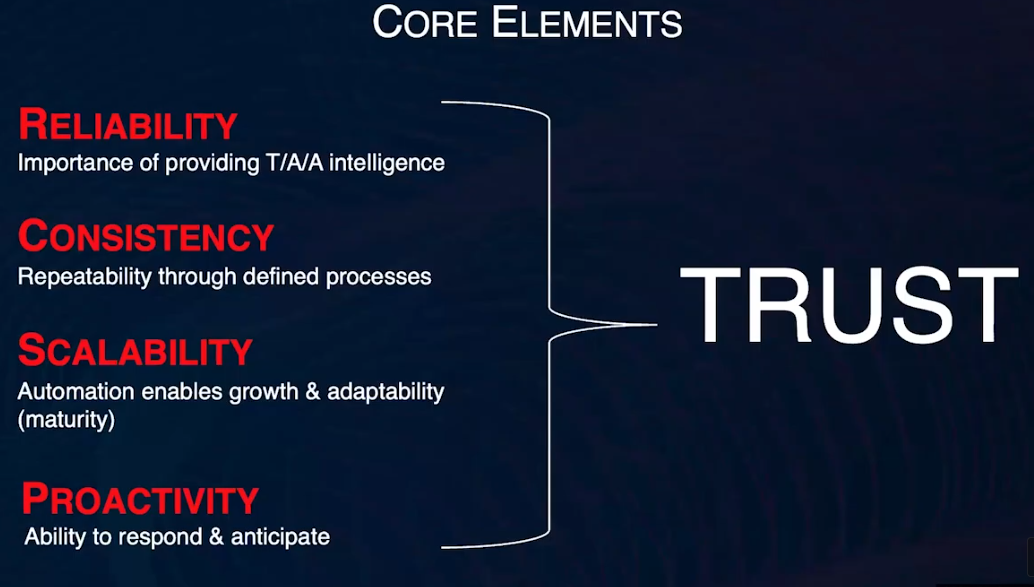 CORE ELEMENTS
RELIABILITY
Importance of providing T/A/A intelligence
CONSISTENCY
Repeatability through defined processes
SCALABILITY
Automation enables growth & adaptability
(maturity)
PROACTIVITY
Ability to respond & anticipate
TRUST